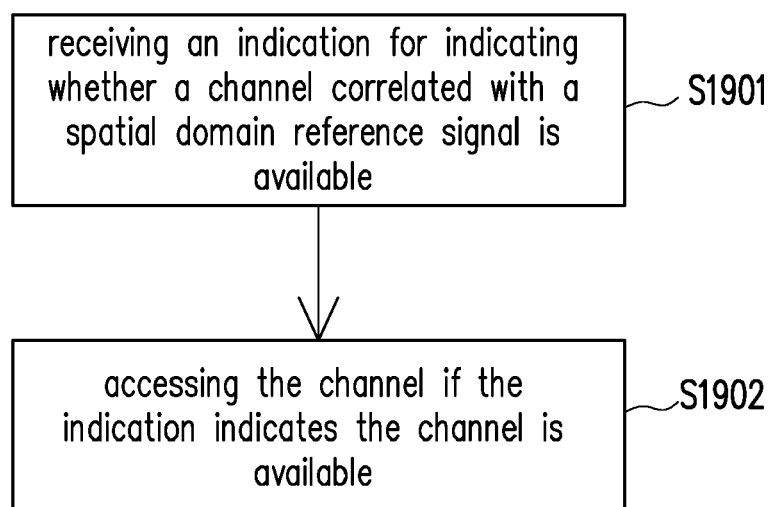 receiving an indication for indicating
whether a channel correlated with a
spatial domain reference signal is
available
S1901
accessing the channel if the
indication indicates the channel is
available
S1902